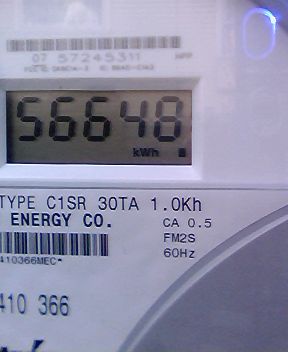 07 57245311
56648
kWh
TYPE C1SR 30TA 1.0Kh
ENERGY CO.
CA 0.5
FM2S
60Hz
410366MEC*
410 366